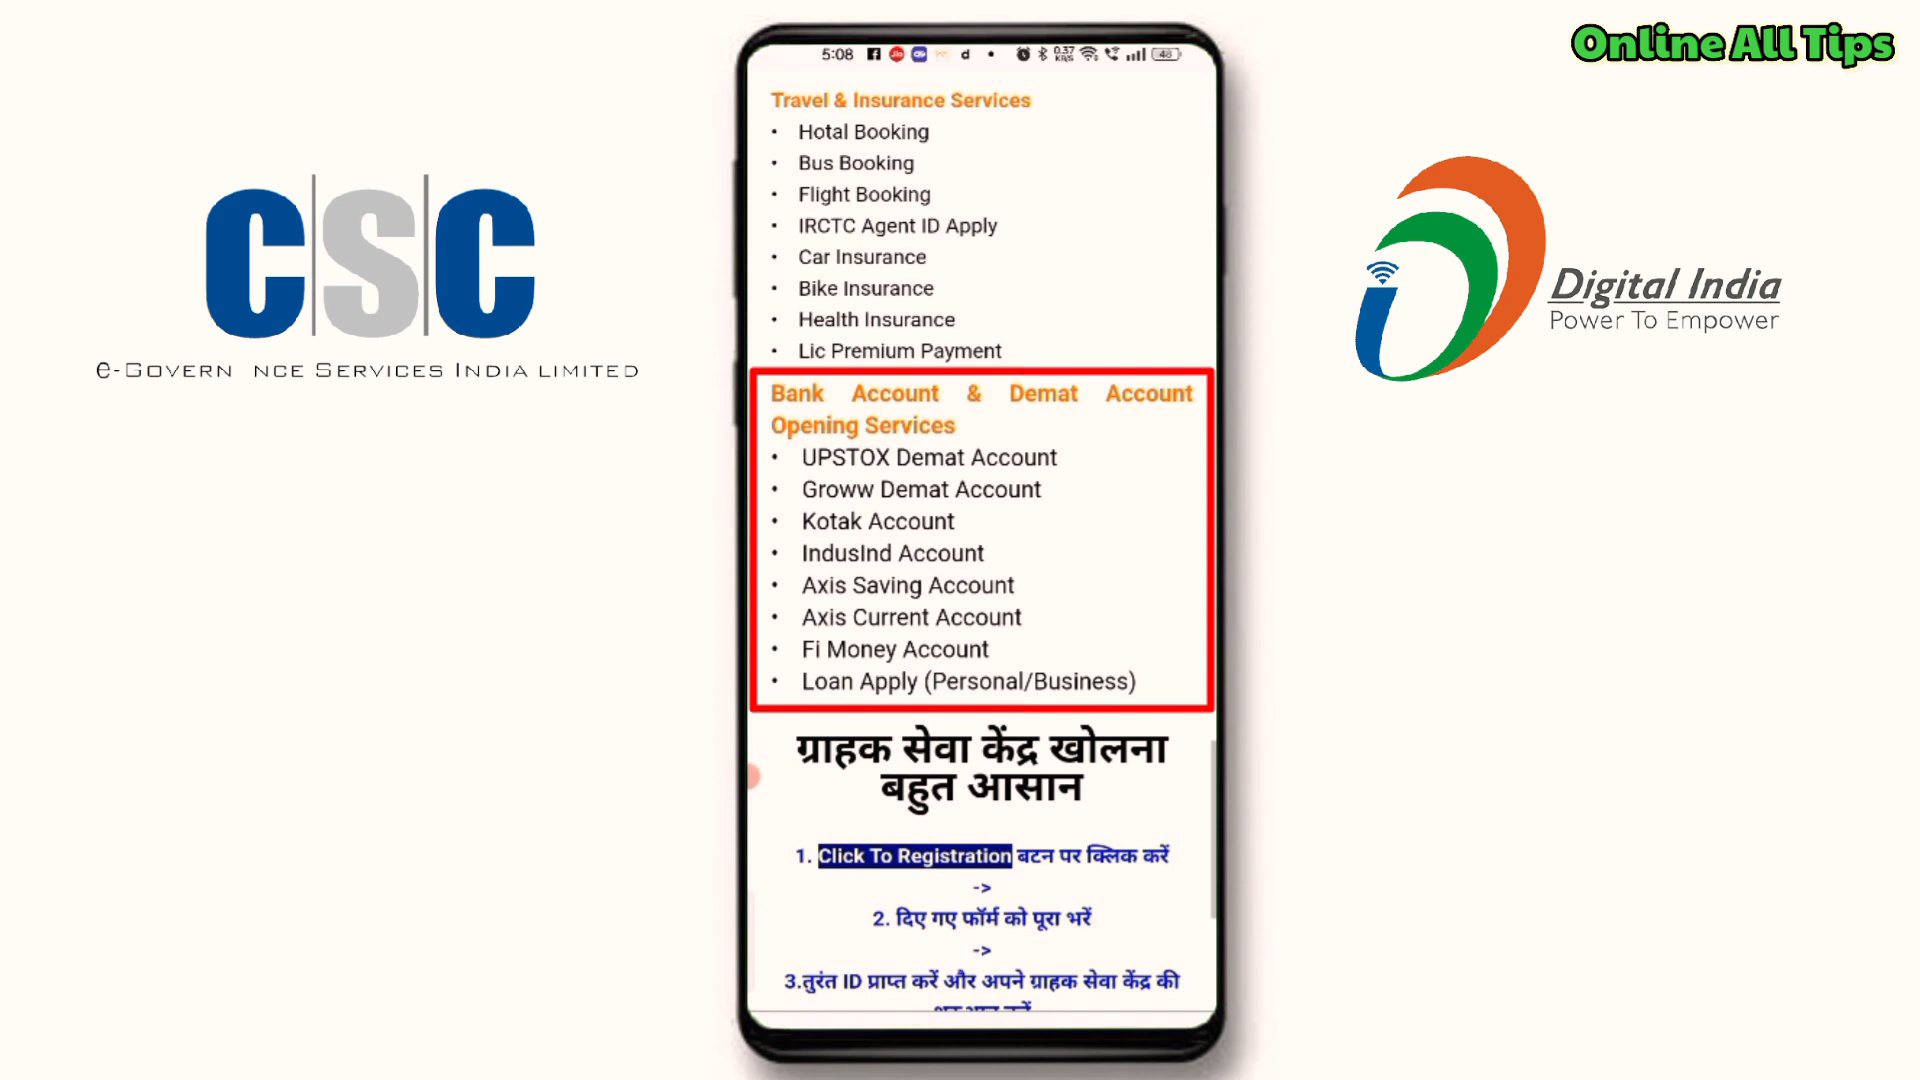 Online All Tips
CSC
e-GOVERN NCE SERVICES INDIA LIMITED
Digital India
Power To Empower
5:08
d
0.37
KB/S
48
Travel & Insurance Services
• Hotal Booking
• Bus Booking
• Flight Booking
• IRCTC Agent ID Apply
• Car Insurance
• Bike Insurance
• Health Insurance
• Lic Premium Payment
Bank Account & Demat Account
Opening Services
• UPSTOX Demat Account
• Groww Demat Account
• Kotak Account
• IndusInd Account
• Axis Saving Account
• Axis Current Account
• Fi Money Account
• Loan Apply (Personal/Business)
ग्राहक सेवा केंद्र खोलना
बहुत आसान
1. Click To Registration बटन पर क्लिक करें
->
2. दिए गए फॉर्म को पूरा भरें
->
3.तुरंत ID प्राप्त करें और अपने ग्राहक सेवा केंद्र की